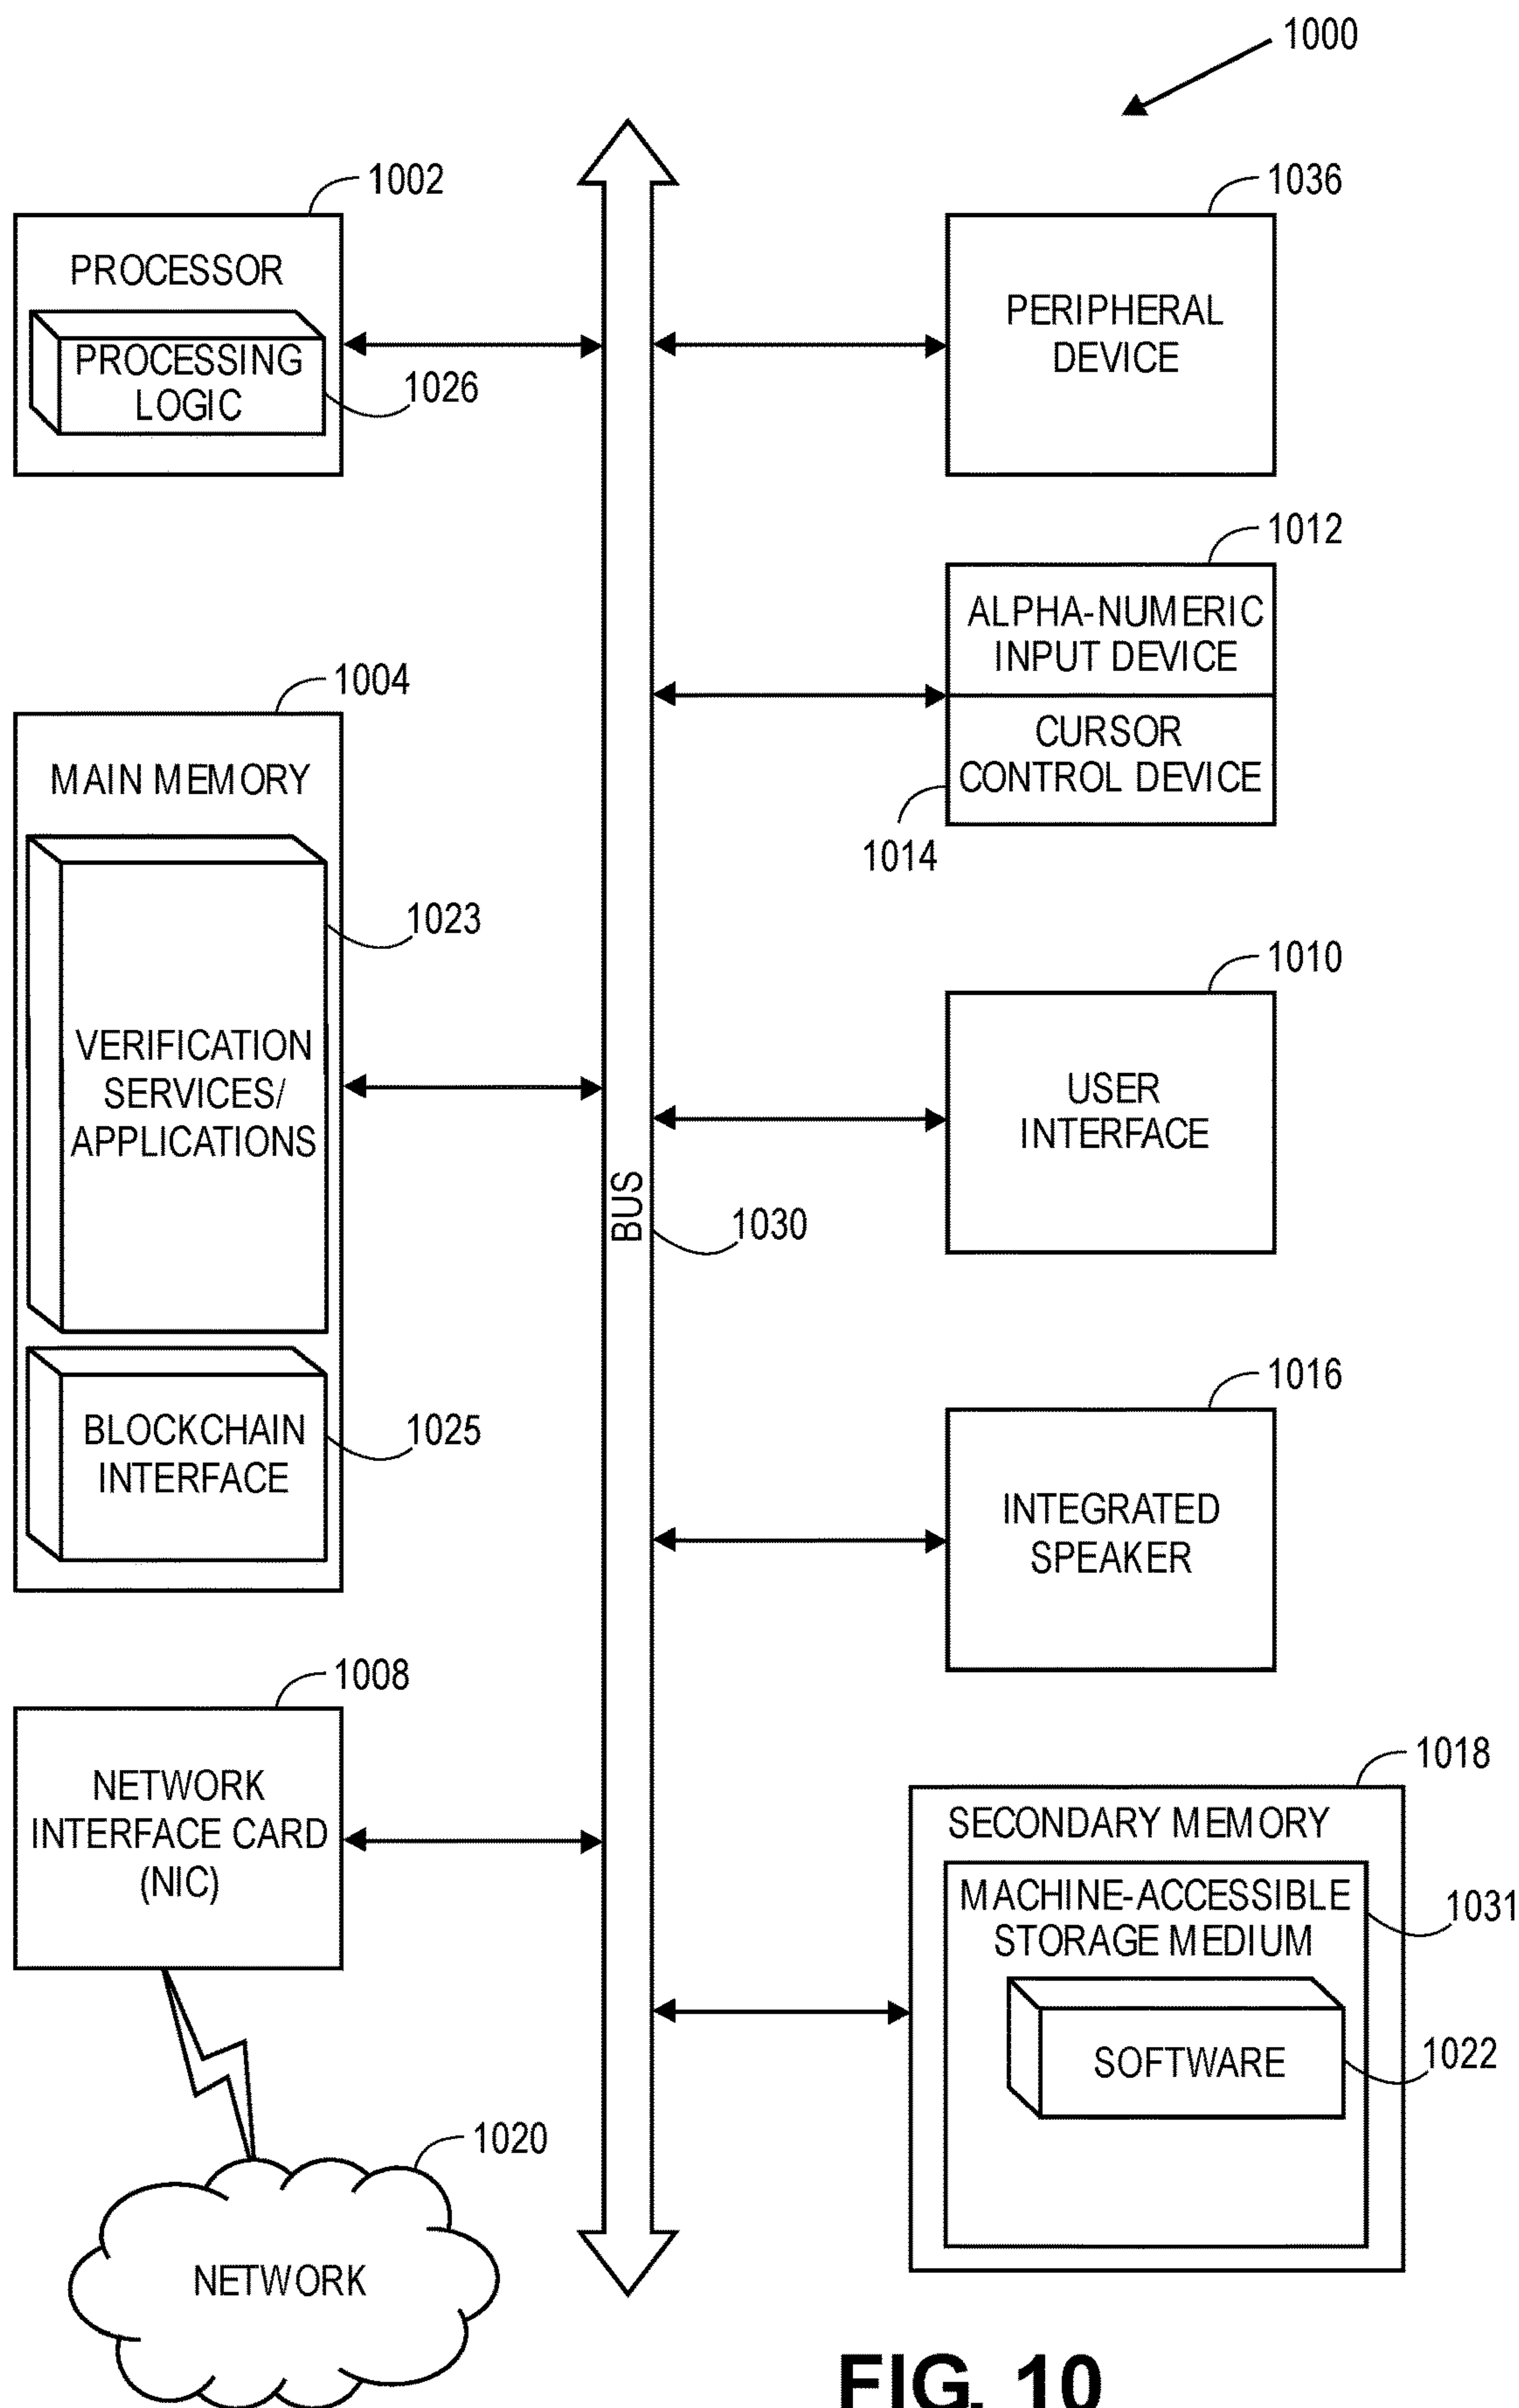 1000
1002
PROCESSOR
PROCESSING
LOGIC
1026
1004
MAIN MEMORY
1023
VERIFICATION
SERVICES/
APPLICATIONS
BLOCKCHAIN
INTERFACE
1025
1008
NETWORK
INTERFACE CARD
(NIC)
1020
NETWORK
BUS
1030
1036
PERIPHERAL
DEVICE
1012
ALPHA-NUMERIC
INPUT DEVICE
CURSOR
CONTROL DEVICE
1014
1010
USER
INTERFACE
1016
INTEGRATED
SPEAKER
1018
SECONDARY MEMORY
MACHINE-ACCESSIBLE
STORAGE MEDIUM
1031
SOFTWARE
1022
FIG. 10